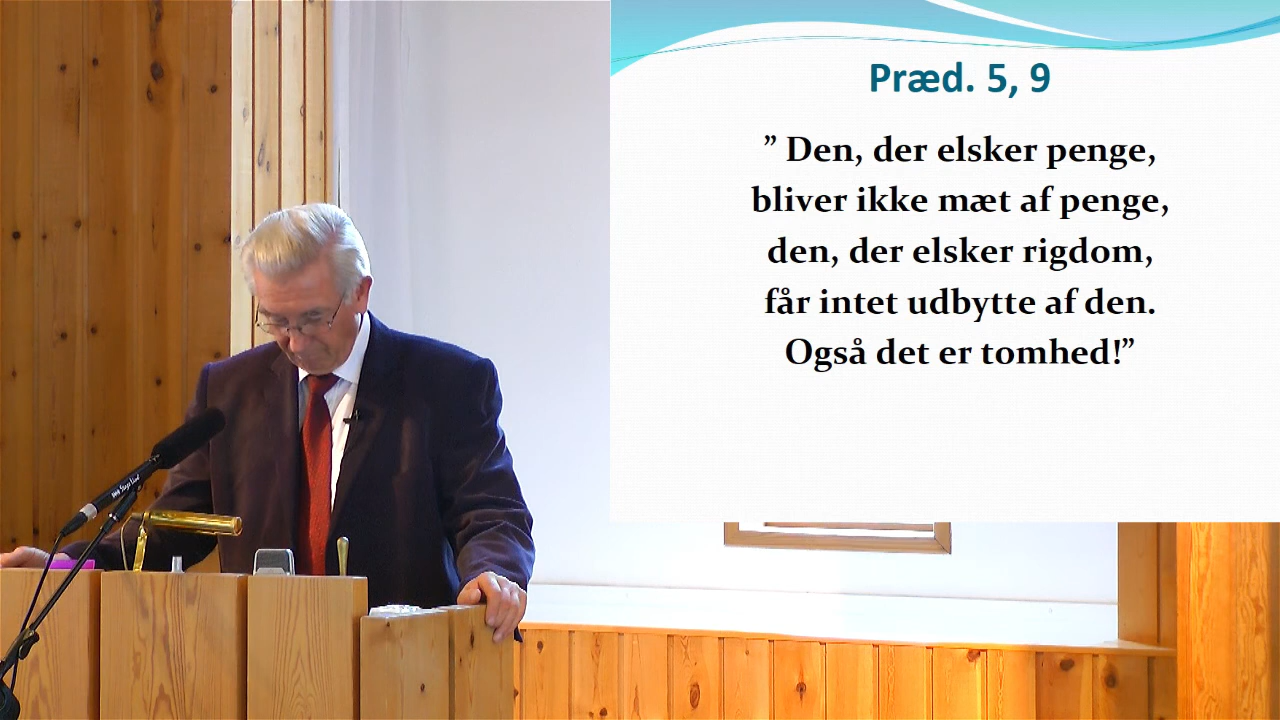 Præd. 5, 9
” Den, der elsker penge,
bliver ikke mæt af penge,
den, der elsker rigdom,
får intet udbytte af den.
Også det er tomhed!”